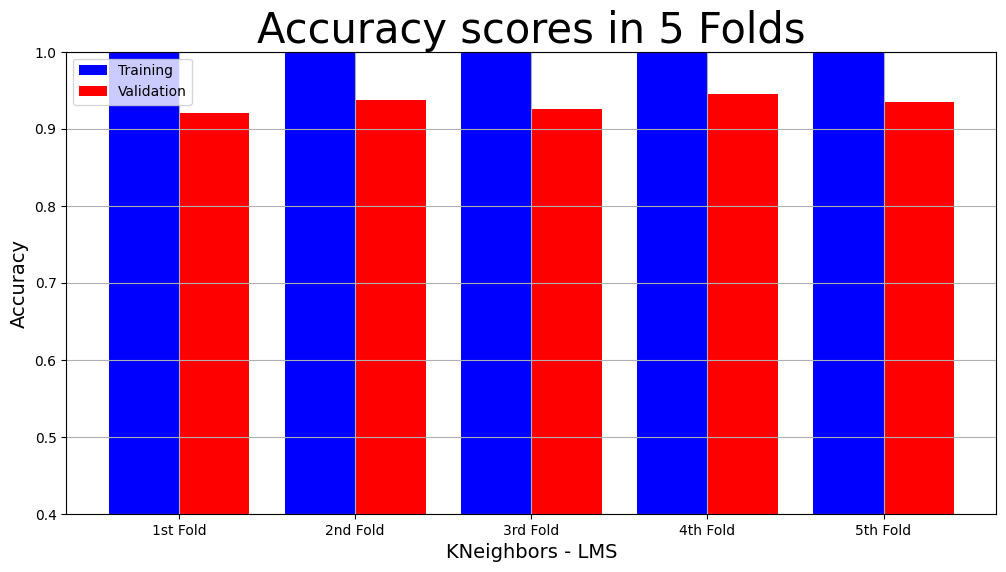 Accuracy scores in 5 Folds
1.0
Training
Validation
0.9
0.8
0.7
0.6
0.5
0.4
Accuracy
1st Fold
2nd Fold
3rd Fold
4th Fold
5th Fold
KNeighbors - LMS